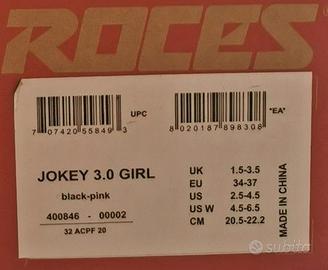 ROCES
UPC
"EA"
7 07420 55849 3
8 020187 898308
JOKEY 3.0 GIRL
black-pink
400846 - 00002
32 ACPF 20
UK 1.5-3.5
EU 34-37
US 2.5-4.5
US W 4.5-6.5
CM 20.5-22.2
MADE IN CHINA
subito